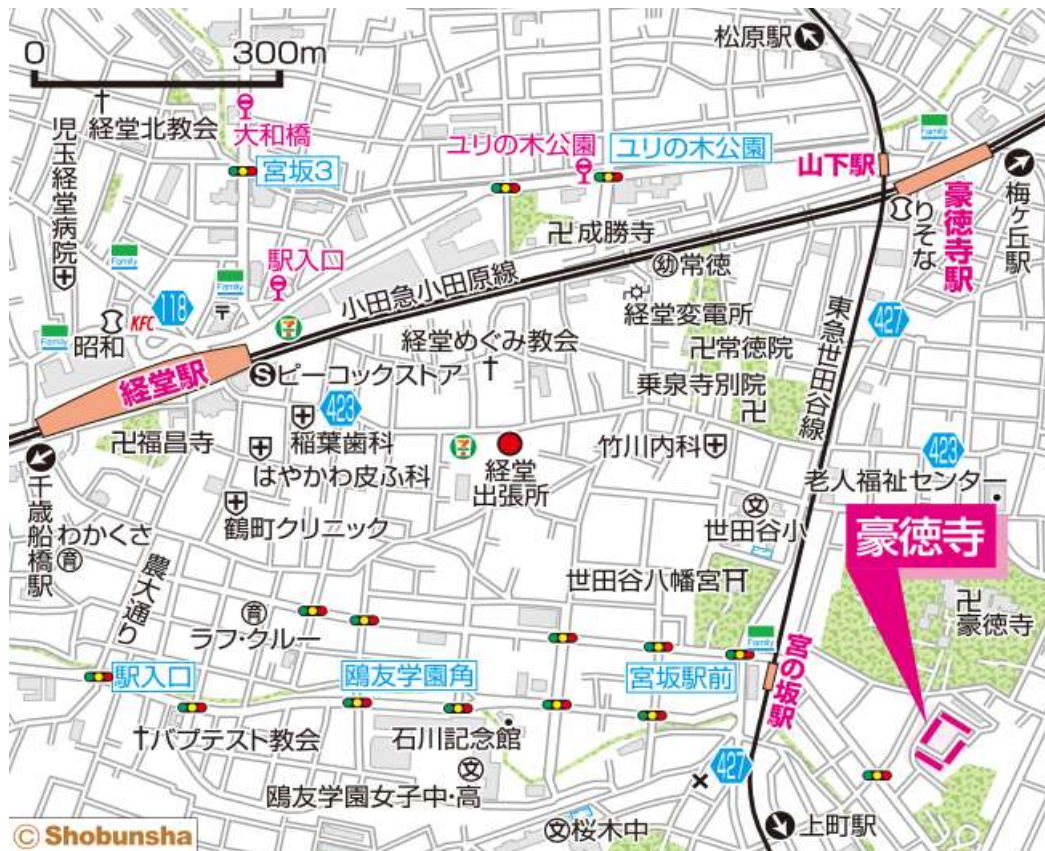 0 300m
松原駅
経堂北教会
大和橋
児玉経堂病院
宮坂3
ユリの木公園
ユリの木公園
山下駅
豪徳寺駅
梅ヶ丘駅
りそな
成勝寺
幼常徳
駅入口
小田急小田原線
経堂変電所
東急世田谷線
427
Family
Family
Family
Family
118
KFC
昭和
経堂駅
ピーコックストア
経堂めぐみ教会
常徳院
乗泉寺別院
423
稲葉歯科
福昌寺
はやかわ皮ふ科
経堂
出張所
竹川内科
423
老人福祉センター
千歳船橋駅
鶴町クリニック
文
世田谷小
豪徳寺
わかくさ
育
農大通り
世田谷八幡宮
豪徳寺
育
ラフ・クルー
Family
宮の坂駅
駅入口
鴎友学園角
宮坂駅前
バプテスト教会
石川記念館
文
鴎友学園女子中・高
427
文桜木中
上町駅
© Shobunsha